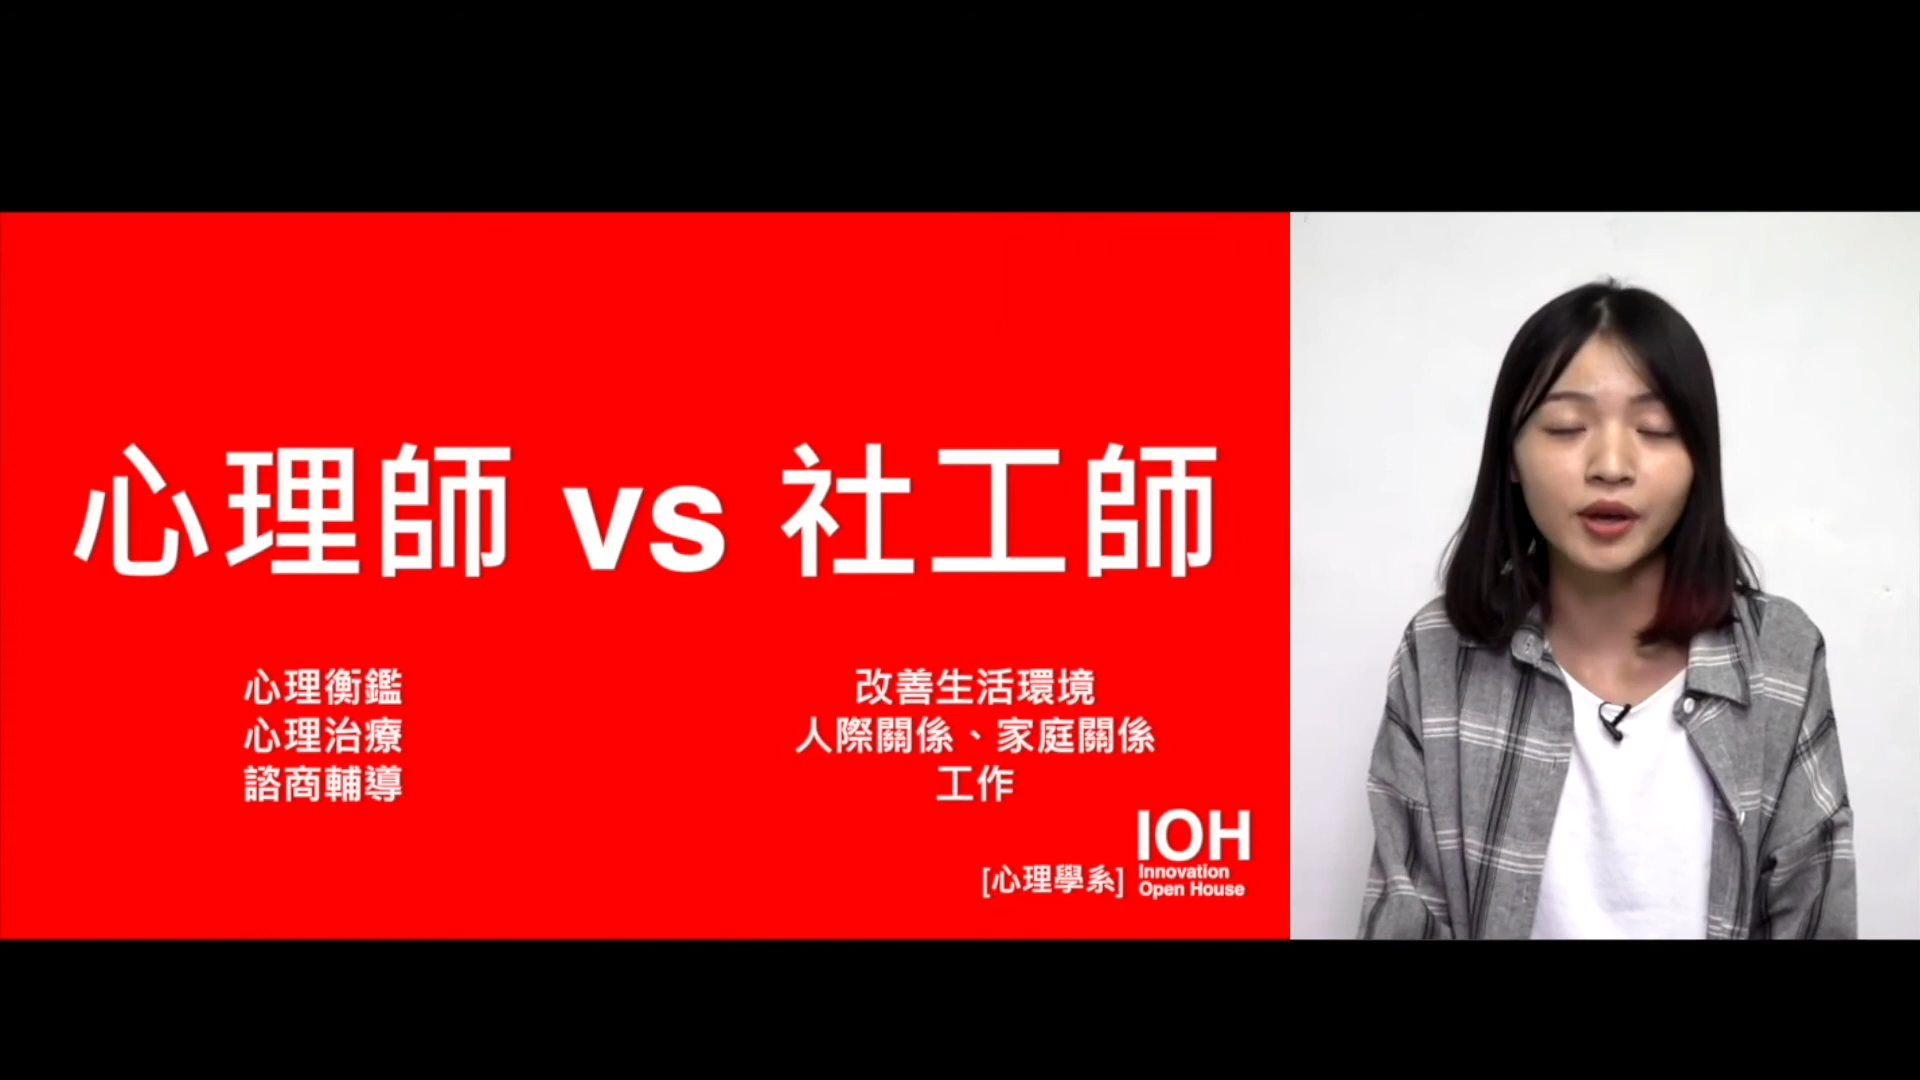 心理師 vs 社工師
心理衡鑑
心理治療
諮商輔導
改善生活環境
人際關係、家庭關係
工作
[心理學系]
IOH
Innovation
Open House